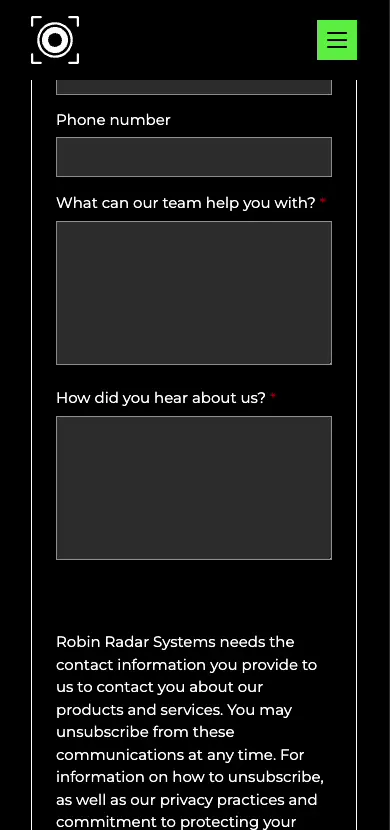 Phone number
What can our team help you with? *
How did you hear about us? *
Robin Radar Systems needs the
contact information you provide to
us to contact you about our
products and services. You may
unsubscribe from these
communications at any time. For
information on how to unsubscribe,
as well as our privacy practices and
commitment to protecting your